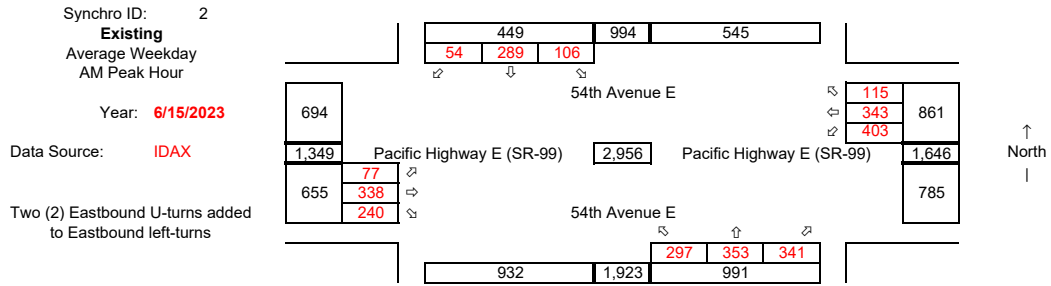 Synchro ID: 2
Existing
Average Weekday
AM Peak Hour
Year: 6/15/2023
Data Source: IDAX
Two (2) Eastbound U-turns added
to Eastbound left-turns
449 994 545
54 289 106
54th Avenue E
694
115
343
403
861
1,349 Pacific Highway E (SR-99) 2,956 Pacific Highway E (SR-99) 1,646
North
655
77
338
240
785
54th Avenue E
297 353 341
932 1,923 991